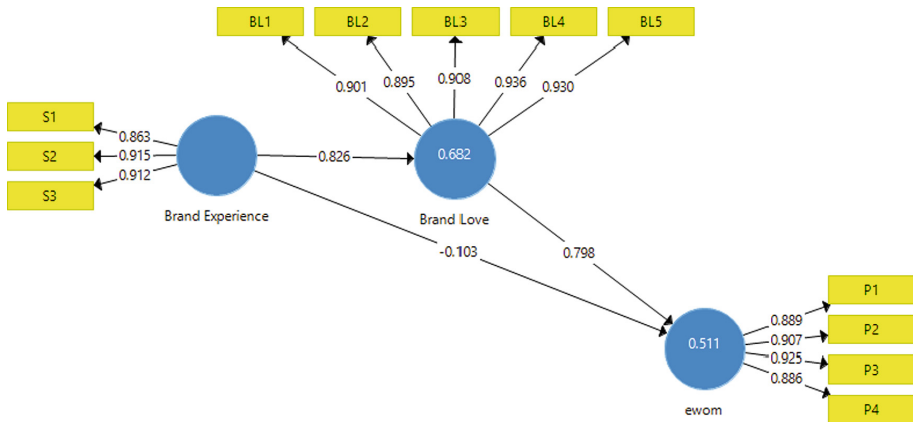 BL1 BL2 BL3 BL4 BL5
0.901 0.895 0.908 0.936 0.930
S1
S2
S3
0.863
0.915
0.912
0.826
0.682
Brand Experience
Brand Love
-0.103
0.798
0.511
ewom
0.889
0.907
0.925
0.886
P1
P2
P3
P4